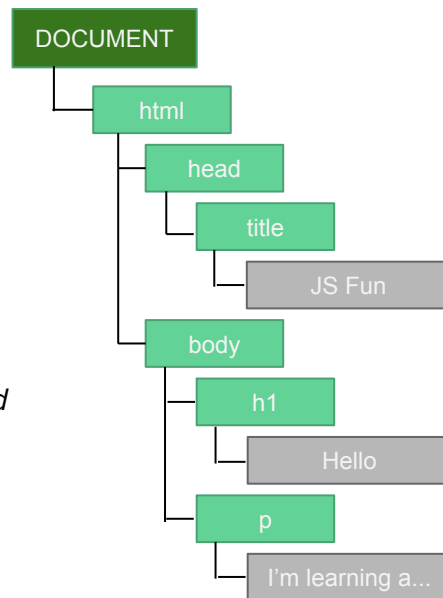 DOCUMENT
html
head
title
JS Fun
body
h1
Hello
p
I'm learning a...